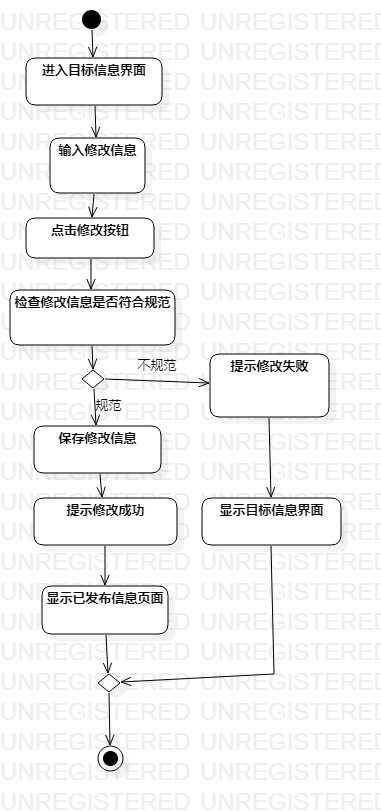 进入目标信息界面
输入修改信息
点击修改按钮
检查修改信息是否符合规范
不规范
提示修改失败
规范
保存修改信息
提示修改成功
显示目标信息界面
显示已发布信息页面
UNREGISTERED UNREGISTERED